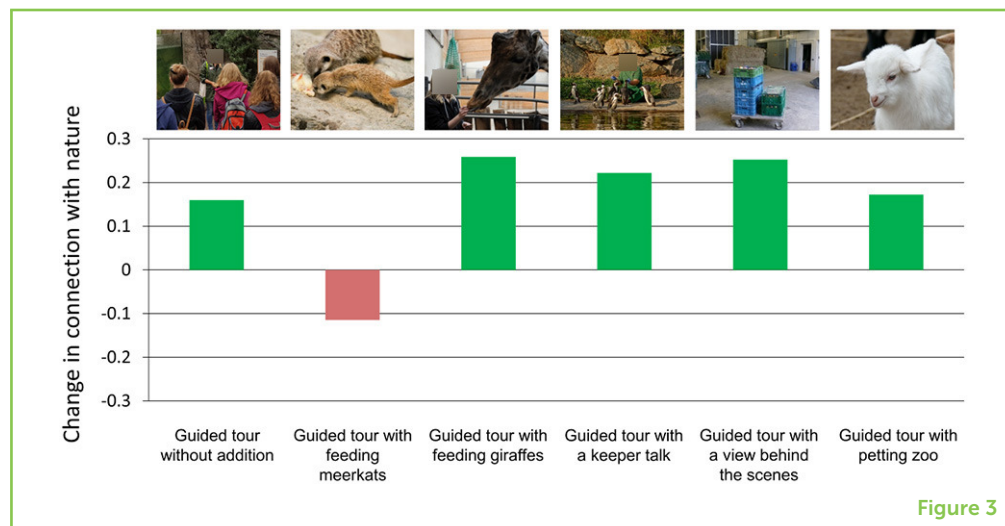 Change in connection with nature
0.3
0.2
0.1
0
-0.1
-0.2
-0.3
Guided tour
without addition
Guided tour with
feeding
meerkats
Guided tour with
feeding giraffes
Guided tour with
a keeper talk
Guided tour with
a view behind
the scenes
Guided tour with
petting zoo
Figure 3